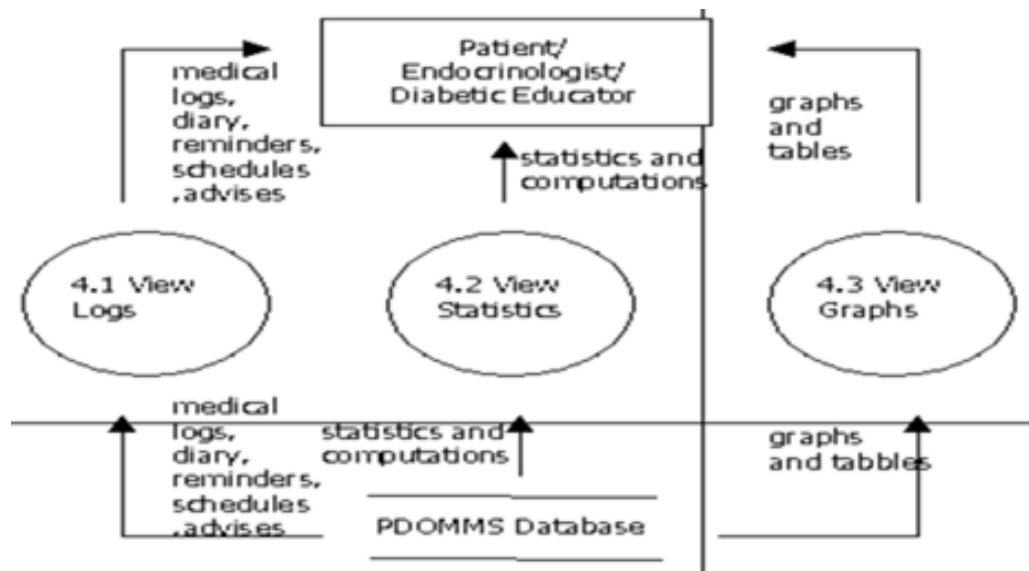 Patient/
Endocrinologist/
Diabetic Educator
medical
logs,
diary,
reminders,
schedules
,advises
statistics and
computations
graphs
and
tables
4.1 View
Logs
4.2 View
Statistics
4.3 View
Graphs
medical
logs,
diary,
reminders,
schedules
,advises
statistics and
computations
graphs
and tabbles
PDOMMS Database